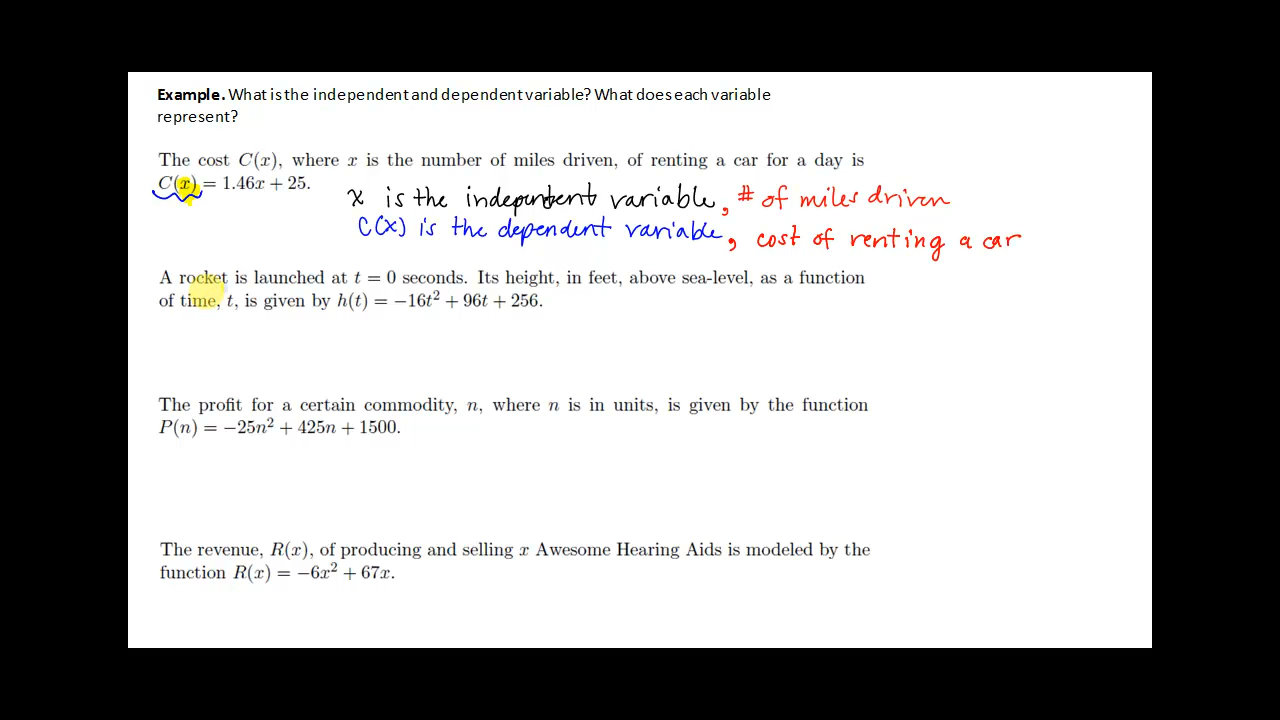 Example. What is the independent and dependent variable? What does each variable
represent?
The cost C(x), where x is the number of miles driven, of renting a car for a day is
C(x) = 1.46x + 25.
x is the independent variable, # of miles driven
C(x) is the dependent variable, cost of renting a car
A rocket is launched at t = 0 seconds. Its height, in feet, above sea-level, as a function
of time, t, is given by h(t) = −16t² + 96t + 256.
The profit for a certain commodity, n, where n is in units, is given by the function
P(n) = −25n² + 425n + 1500.
The revenue, R(x), of producing and selling x Awesome Hearing Aids is modeled by the
function R(x) = −6x² + 67x.